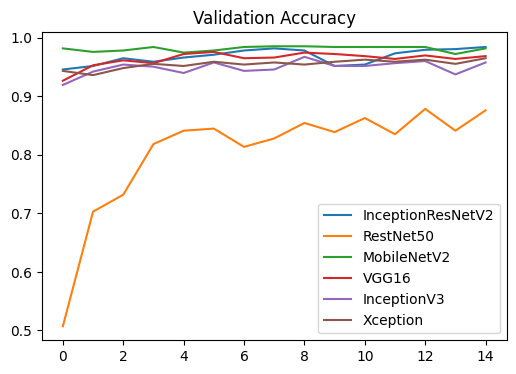 Validation Accuracy
1.0
0.9
0.8
0.7
0.6
0.5
0 2 4 6 8 10 12 14
InceptionResNetV2
RestNet50
MobileNetV2
VGG16
InceptionV3
Xception